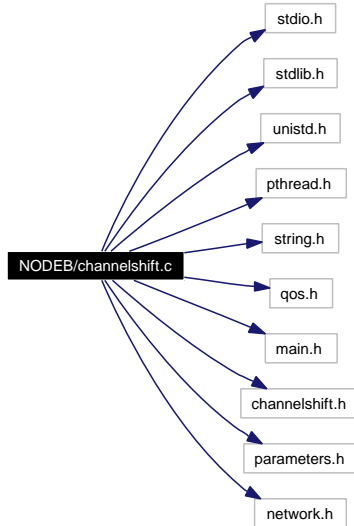 stdio.h
stdlib.h
unistd.h
pthread.h
string.h
NODEB/channelshift.c
qos.h
main.h
channelshift.h
parameters.h
network.h